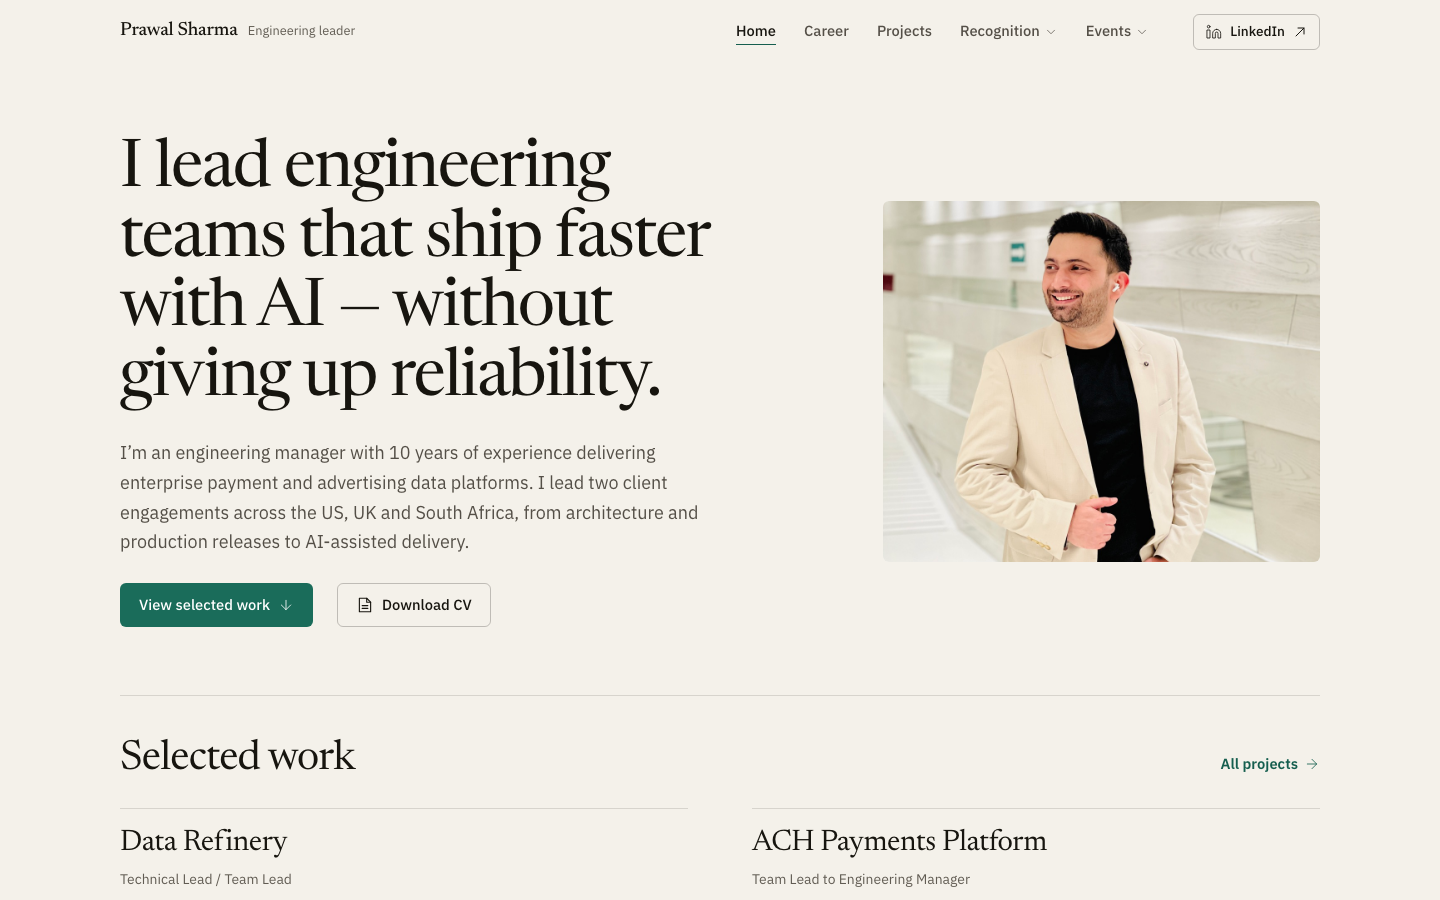 Prawal Sharma Engineering leader
Home Career Projects Recognition Events LinkedIn
I lead engineering
teams that ship faster
with AI – without
giving up reliability.
I’m an engineering manager with 10 years of experience delivering
enterprise payment and advertising data platforms. I lead two client
engagements across the US, UK and South Africa, from architecture and
production releases to AI-assisted delivery.
View selected work Download CV
Selected work
All projects
Data Refinery
Technical Lead / Team Lead
ACH Payments Platform
Team Lead to Engineering Manager